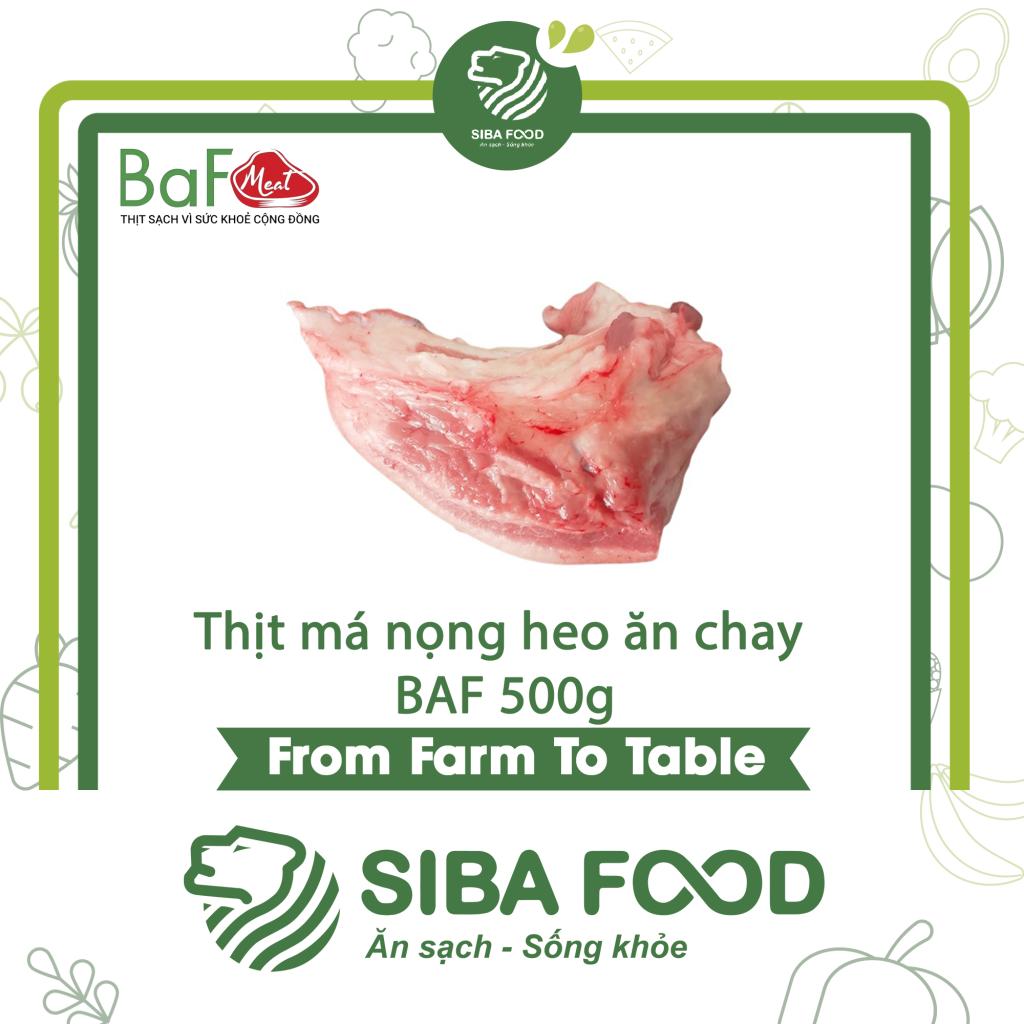 SIBA FOOD
Ăn sạch - Sống khỏe
BaF Meat
THỊT SẠCH VÌ SỨC KHOẺ CỘNG ĐỒNG
Thịt má nọng heo ăn chay
BAF 500g
From Farm To Table
SIBA FOOD
Ăn sạch - Sống khỏe